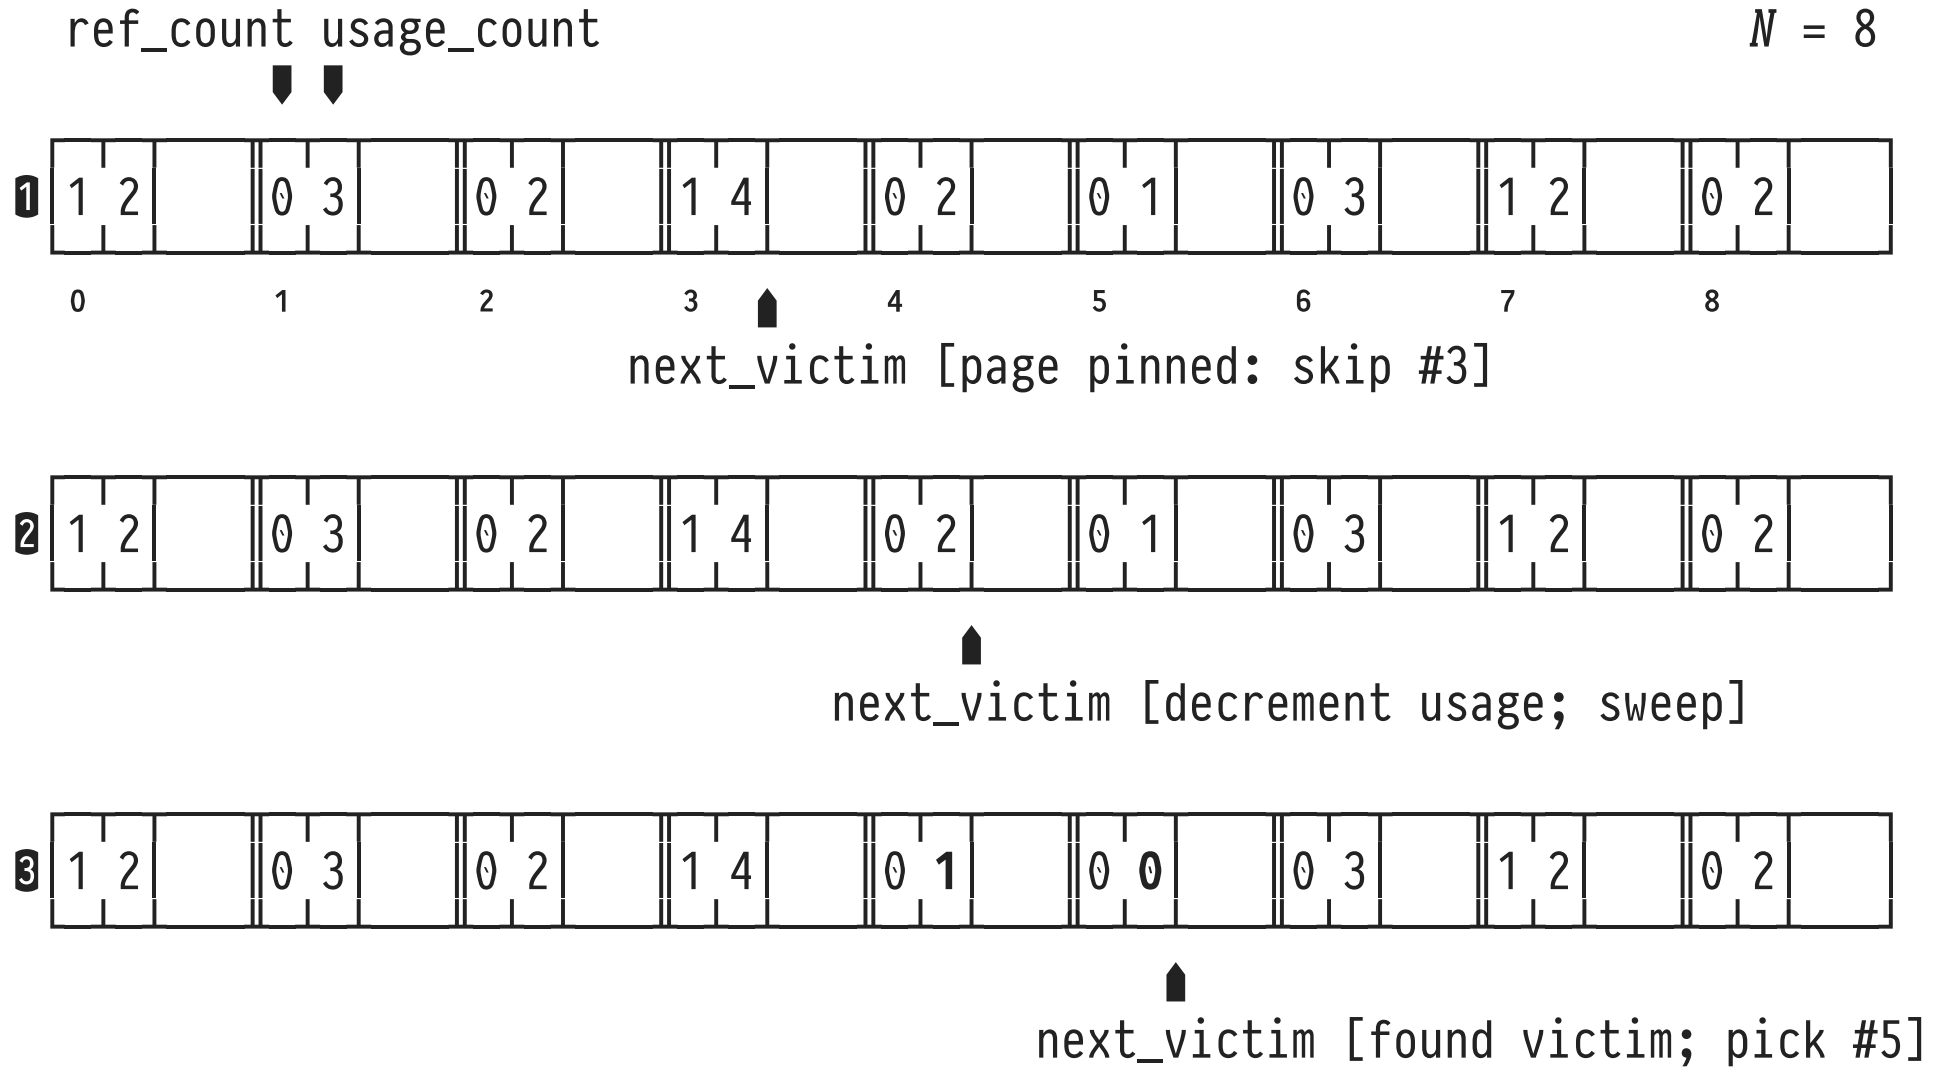 ref_count usage_count N = 8
1 1 2 0 3 0 2 1 4 0 2 0 1 0 3 1 2 0 2
0 1 2 3 4 5 6 7 8
next_victim [page pinned: skip #3]
2 1 2 0 3 0 2 1 4 0 2 0 1 0 3 1 2 0 2
next_victim [decrement usage; sweep]
3 1 2 0 3 0 2 1 4 0 1 0 0 0 3 1 2 0 2
next_victim [found victim; pick #5]